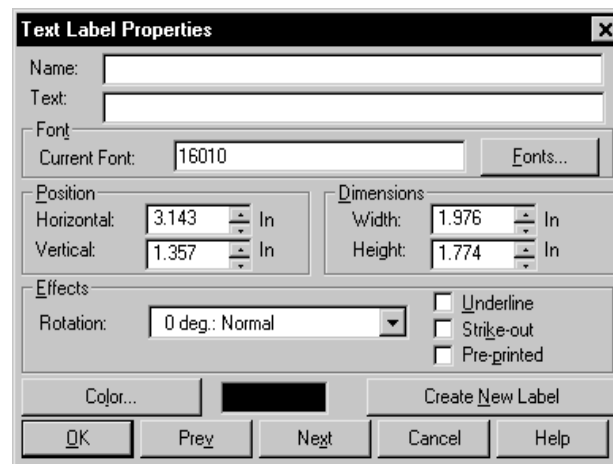 Text Label Properties
Name:
Text:
Font
Current Font: 16010 Fonts...
Position Dimensions
Horizontal: 3.143 In Width: 1.976 In
Vertical: 1.357 In Height: 1.774 In
Effects
Underline
Rotation: 0 deg.: Normal Strike-out
Pre-printed
Color... Create New Label
OK Prev Next Cancel Help